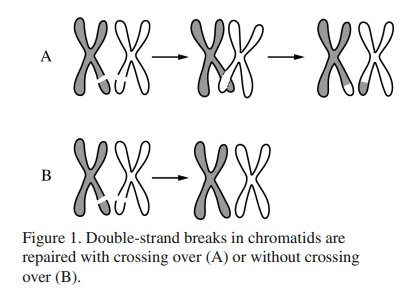 A
B
Figure 1. Double-strand breaks in chromatids are
repaired with crossing over (A) or without crossing
over (B).